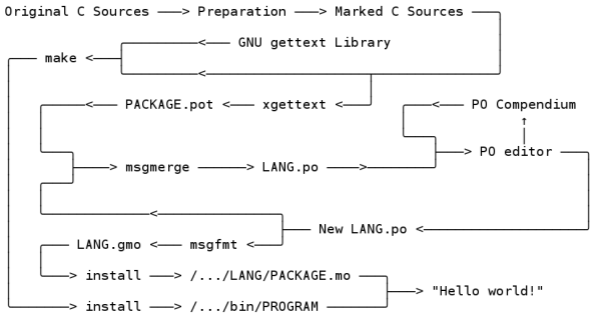 Original C Sources ───> Preparation ───> Marked C Sources ───╮
╭─────────<─── GNU gettext Library
╭─── make <───┤
│ ╰─────────<────────────────────┬───────────────╯
│ ╭─────<─── PACKAGE.pot <─── xgettext <───╯ ╭───<─── PO Compendium
│ │ │ ↑
│ │ ╰───╮ │
│ ╰───╮ ├───> PO editor ───╮
│ ├────> msgmerge ──────> LANG.po ────>────────╯ │
│ ╭───╯ │
│ │ │
│ ╰─────────────<───────────────╮ │
│ ├─── New LANG.po <────────────────────╯
│ ╭─── LANG.gmo <─── msgfmt <───╯
│ │
│ ╰───> install ───> /.../LANG/PACKAGE.mo ───╮
│ ├───> "Hello world!"
╰───────> install ───> /.../bin/PROGRAM ───────╯